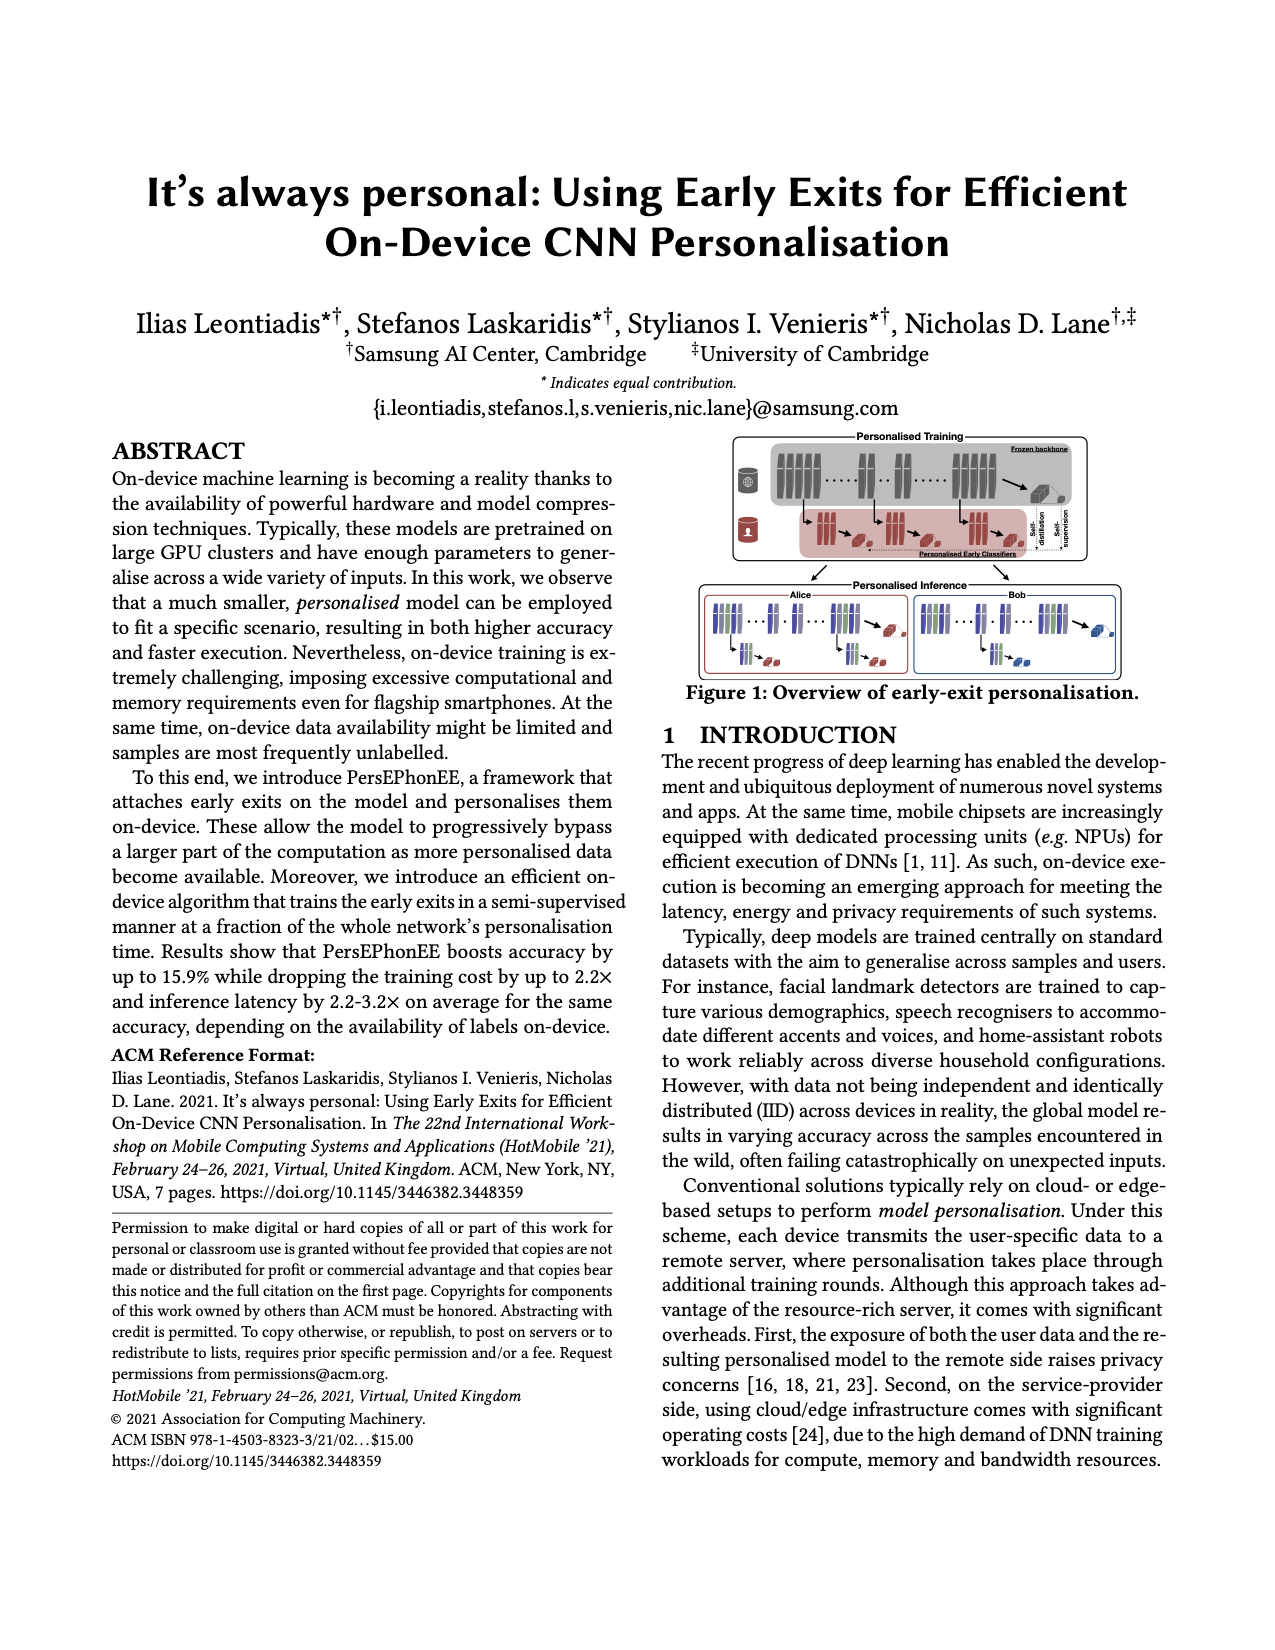 It's always personal: Using Early Exits for Efficient
On-Device CNN Personalisation
Ilias Leontiadis*†, Stefanos Laskaridis*†, Stylianos I. Venieris*†, Nicholas D. Lane†,‡
†Samsung AI Center, Cambridge ‡University of Cambridge
* Indicates equal contribution.
{i.leontiadis,stefanos.l,s.venieris,nic.lane}@samsung.com
ABSTRACT
On-device machine learning is becoming a reality thanks to
the availability of powerful hardware and model compres-
sion techniques. Typically, these models are pretrained on
large GPU clusters and have enough parameters to gener-
alise across a wide variety of inputs. In this work, we observe
that a much smaller, personalised model can be employed
to fit a specific scenario, resulting in both higher accuracy
and faster execution. Nevertheless, on-device training is ex-
tremely challenging, imposing excessive computational and
memory requirements even for flagship smartphones. At the
same time, on-device data availability might be limited and
samples are most frequently unlabelled.
To this end, we introduce PersEPhonEE, a framework that
attaches early exits on the model and personalises them
on-device. These allow the model to progressively bypass
a larger part of the computation as more personalised data
become available. Moreover, we introduce an efficient on-
device algorithm that trains the early exits in a semi-supervised
manner at a fraction of the whole network's personalisation
time. Results show that PersEPhonEE boosts accuracy by
up to 15.9% while dropping the training cost by up to 2.2×
and inference latency by 2.2-3.2× on average for the same
accuracy, depending on the availability of labels on-device.
ACM Reference Format:
Ilias Leontiadis, Stefanos Laskaridis, Stylianos I. Venieris, Nicholas
D. Lane. 2021. It's always personal: Using Early Exits for Efficient
On-Device CNN Personalisation. In The 22nd International Work-
shop on Mobile Computing Systems and Applications (HotMobile '21),
February 24–26, 2021, Virtual, United Kingdom. ACM, New York, NY,
USA, 7 pages. https://doi.org/10.1145/3446382.3448359
Permission to make digital or hard copies of all or part of this work for
personal or classroom use is granted without fee provided that copies are not
made or distributed for profit or commercial advantage and that copies bear
this notice and the full citation on the first page. Copyrights for components
of this work owned by others than ACM must be honored. Abstracting with
credit is permitted. To copy otherwise, or republish, to post on servers or to
redistribute to lists, requires prior specific permission and/or a fee. Request
permissions from permissions@acm.org.
HotMobile '21, February 24–26, 2021, Virtual, United Kingdom
© 2021 Association for Computing Machinery.
ACM ISBN 978-1-4503-8323-3/21/02...$15.00
https://doi.org/10.1145/3446382.3448359
Personalised Training
Frozen backbone
Self-distillation
Self-supervision
Personalised Early Classifiers
Personalised Inference
Alice
Bob
Figure 1: Overview of early-exit personalisation.
1 INTRODUCTION
The recent progress of deep learning has enabled the develop-
ment and ubiquitous deployment of numerous novel systems
and apps. At the same time, mobile chipsets are increasingly
equipped with dedicated processing units (e.g. NPUs) for
efficient execution of DNNs [1, 11]. As such, on-device exe-
cution is becoming an emerging approach for meeting the
latency, energy and privacy requirements of such systems.
Typically, deep models are trained centrally on standard
datasets with the aim to generalise across samples and users.
For instance, facial landmark detectors are trained to cap-
ture various demographics, speech recognisers to accommo-
date different accents and voices, and home-assistant robots
to work reliably across diverse household configurations.
However, with data not being independent and identically
distributed (IID) across devices in reality, the global model re-
sults in varying accuracy across the samples encountered in
the wild, often failing catastrophically on unexpected inputs.
Conventional solutions typically rely on cloud- or edge-
based setups to perform model personalisation. Under this
scheme, each device transmits the user-specific data to a
remote server, where personalisation takes place through
additional training rounds. Although this approach takes ad-
vantage of the resource-rich server, it comes with significant
overheads. First, the exposure of both the user data and the re-
sulting personalised model to the remote side raises privacy
concerns [16, 18, 21, 23]. Second, on the service-provider
side, using cloud/edge infrastructure comes with significant
operating costs [24], due to the high demand of DNN training
workloads for compute, memory and bandwidth resources.